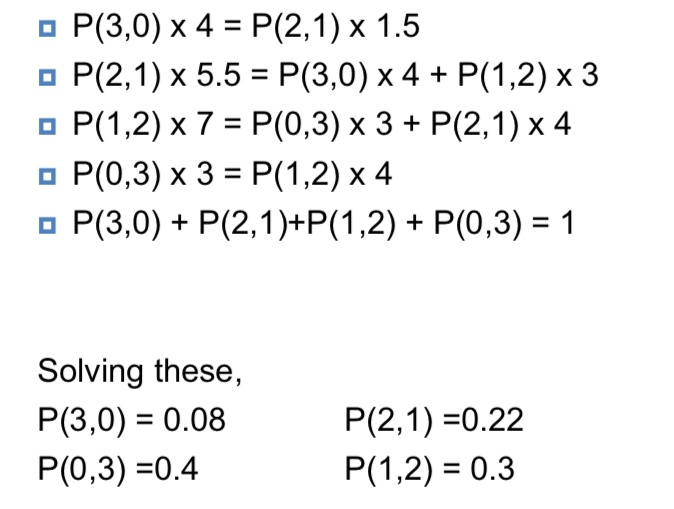 P(3,0) x 4 = P(2,1) x 1.5
P(2,1) x 5.5 = P(3,0) x 4 + P(1,2) x 3
P(1,2) x 7 = P(0,3) x 3 + P(2,1) x 4
P(0,3) x 3 = P(1,2) x 4
P(3,0) + P(2,1)+P(1,2) + P(0,3) = 1
Solving these,
P(3,0) = 0.08 P(2,1) =0.22
P(0,3) =0.4 P(1,2) = 0.3